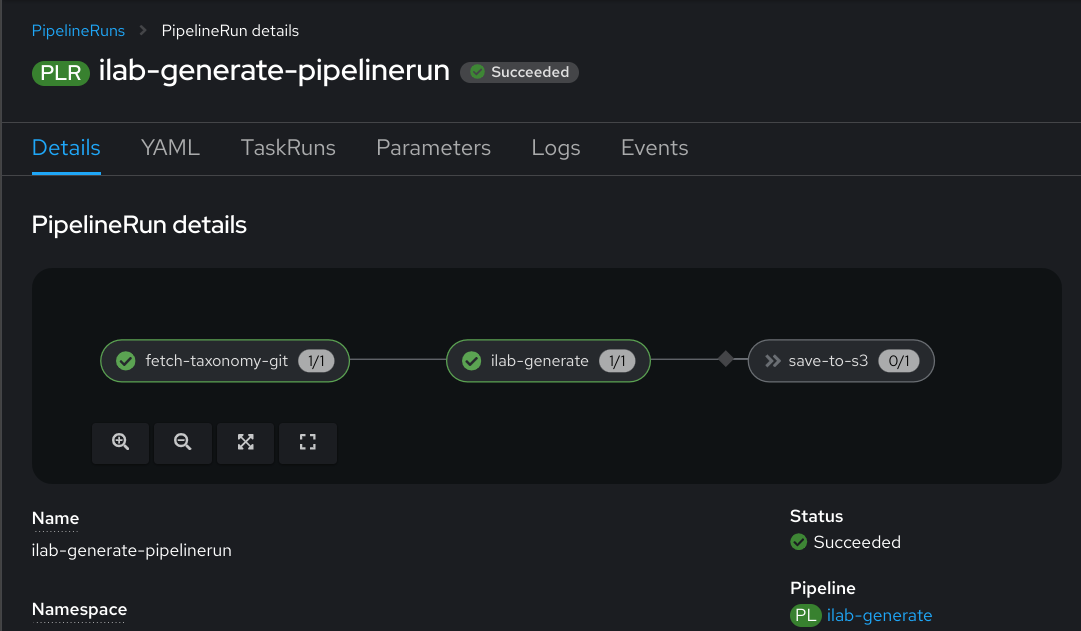 PipelineRuns > PipelineRun details
PLR ilab-generate-pipelinerun Succeeded
Details YAML TaskRuns Parameters Logs Events
PipelineRun details
fetch-taxonomy-git 1/1 ilab-generate 1/1 save-to-s3 0/1
Name
ilab-generate-pipelinerun
Namespace
Status
Succeeded
Pipeline
PL ilab-generate